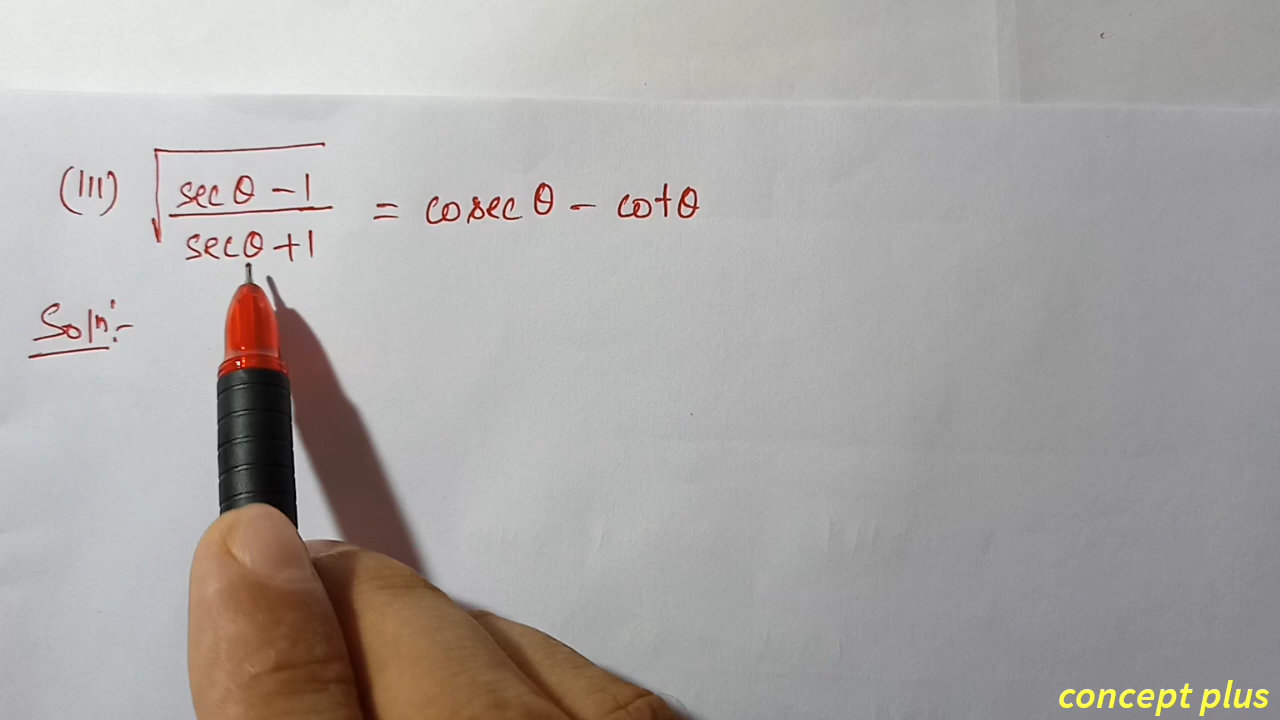 (III) √(secθ - 1 / secθ + 1) = cosecθ - cotθ
Soln:-
concept plus